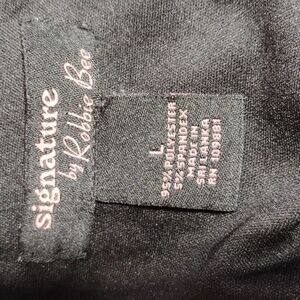 signature
by Robbie Bee
L
95% POLYESTER
5% SPANDEX
MADE IN
SRI LANKA
RN 109881